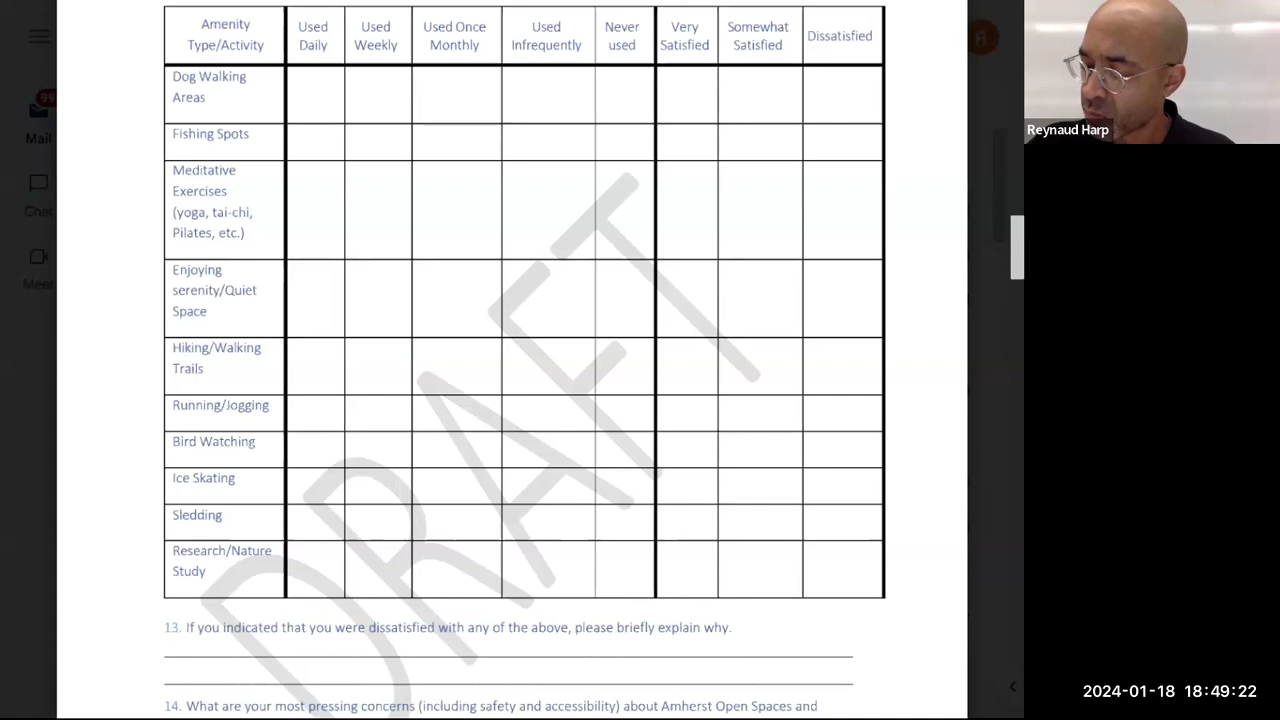 Amenity
Type/Activity
Used
Daily
Used
Weekly
Used Once
Monthly
Used
Infrequently
Never
used
Very
Satisfied
Somewhat
Satisfied
Dissatisfied
Dog Walking
Areas
Fishing Spots
Meditative
Exercises
(yoga, tai-chi,
Pilates, etc.)
Enjoying
serenity/Quiet
Space
Hiking/Walking
Trails
Running/Jogging
Bird Watching
Ice Skating
Sledding
Research/Nature
Study
DRAFT
13. If you indicated that you were dissatisfied with any of the above, please briefly explain why.
14. What are your most pressing concerns (including safety and accessibility) about Amherst Open Spaces and
99
Mail
Chat
Meet
Reynaud Harp
2024-01-18 18:49:22